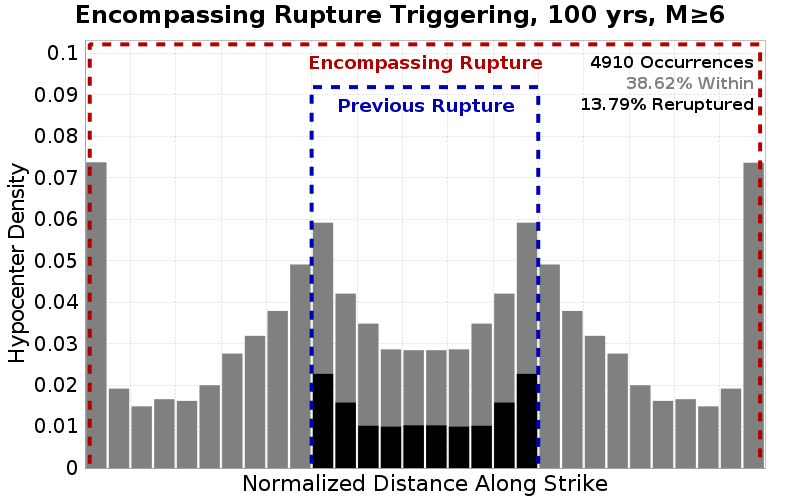 Encompassing Rupture Triggering, 100 yrs, M≥6
Encompassing Rupture
Previous Rupture
4910 Occurrences
38.62% Within
13.79% Reruptured
Hypocenter Density
0.1
0.09
0.08
0.07
0.06
0.05
0.04
0.03
0.02
0.01
0
Normalized Distance Along Strike